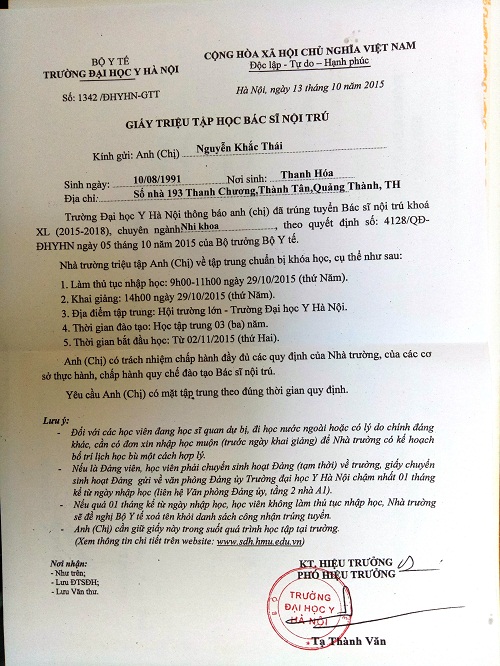 BỘ Y TẾ
TRƯỜNG ĐẠI HỌC Y HÀ NỘI
Số: 1342 /ĐHYHN-GTT
CỘNG HÒA XÃ HỘI CHỦ NGHĨA VIỆT NAM
Độc lập - Tự do – Hạnh phúc
Hà Nội, ngày 13 tháng 10 năm 2015
GIẤY TRIỆU TẬP HỌC BÁC SĨ NỘI TRÚ
Kính gửi: Anh (Chị) Nguyễn Khắc Thái
Sinh ngày: 10/08/1991 Nơi sinh: Thanh Hóa
Địa chỉ: Số nhà 193 Thanh Chương,Thành Tân,Quảng Thành, TH
Trường Đại học Y Hà Nội thông báo anh (chị) đã trúng tuyển Bác sĩ nội trú khoá
XL (2015-2018), chuyên ngành Nhi khoa, theo quyết định số: 4128/QĐ-
ĐHYHN ngày 05 tháng 10 năm 2015 của Bộ trưởng Bộ Y tế.
Nhà trường triệu tập Anh (Chị) về tập trung chuẩn bị khóa học, cụ thể như sau:
1. Làm thủ tục nhập học: 9h00-11h00 ngày 29/10/2015 (thứ Năm).
2. Khai giảng: 14h00 ngày 29/10/2015 (thứ Năm).
3. Địa điểm tập trung: Hội trường lớn - Trường Đại học Y Hà Nội.
4. Thời gian đào tạo: Học tập trung 03 (ba) năm.
5. Thời gian bắt đầu học: Từ 02/11/2015 (thứ Hai).
Anh (Chị) có trách nhiệm chấp hành đầy đủ các quy định của Nhà trường, của các cơ
sở thực hành, chấp hành quy chế đào tạo Bác sĩ nội trú.
Yêu cầu Anh (Chị) có mặt tập trung theo đúng thời gian quy định.
Lưu ý:
- Đối với các học viên đang học sĩ quan dự bị, đi học nước ngoài hoặc có lý do chính đáng
khác, cần có đơn xin nhập học muộn (trước ngày khai giảng) để Nhà trường có kế hoạch
bố trí lịch học bù một cách hợp lý.
- Nếu là Đảng viên, học viên phải chuyển sinh hoạt Đảng (tạm thời) về trường, giấy chuyển
sinh hoạt Đảng gửi về văn phòng Đảng ủy Trường đại học Y Hà Nội chậm nhất 01 tháng
kể từ ngày nhập học (liên hệ Văn phòng Đảng ủy, tầng 2 nhà A1).
- Nếu quá 01 tháng kể từ ngày nhập học, học viên không làm thủ tục nhập học, Nhà trường
sẽ đề nghị Bộ Y tế xoá tên khỏi danh sách công nhận trúng tuyển.
- Anh (Chị) cần giữ giấy này trong suốt quá trình học tập tại trường.
(Xem thông tin chi tiết trên website: www.sdh.hmu.edu.vn)
Nơi nhận:
- Như trên;
- Lưu ĐTSĐH;
- Lưu Văn thư.
KT. HIỆU TRƯỞNG
PHÓ HIỆU TRƯỞNG
TRƯỜNG
ĐẠI HỌC Y
HÀ NỘI
Tạ Thành Văn